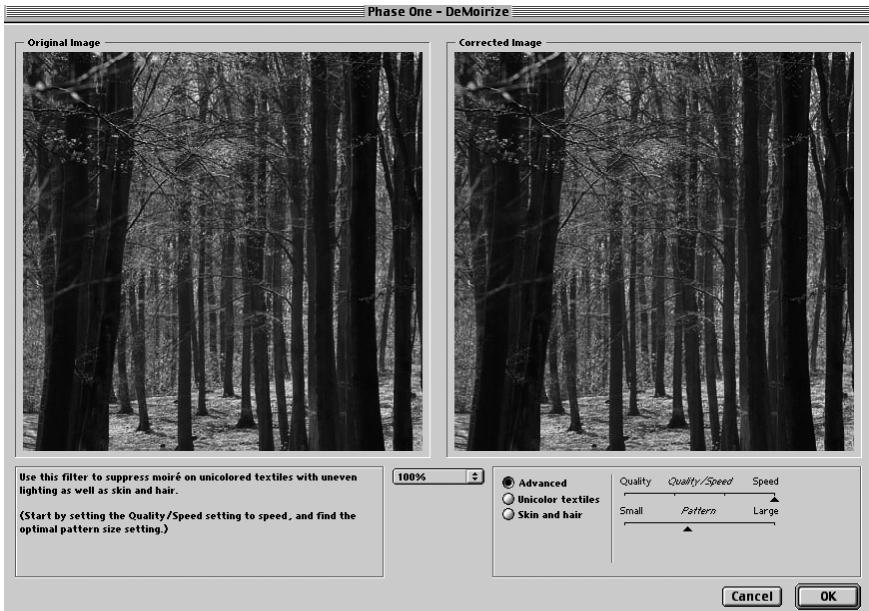 Phase One - DeMoirize
Original Image
Corrected Image
Use this filter to suppress moiré on unicolored textiles with uneven
lighting as well as skin and hair.
(Start by setting the Quality/Speed setting to speed, and find the
optimal pattern size setting.)
100%
Advanced
Unicolor textiles
Skin and hair
Quality Quality/Speed Speed
Small Pattern Large
Cancel OK